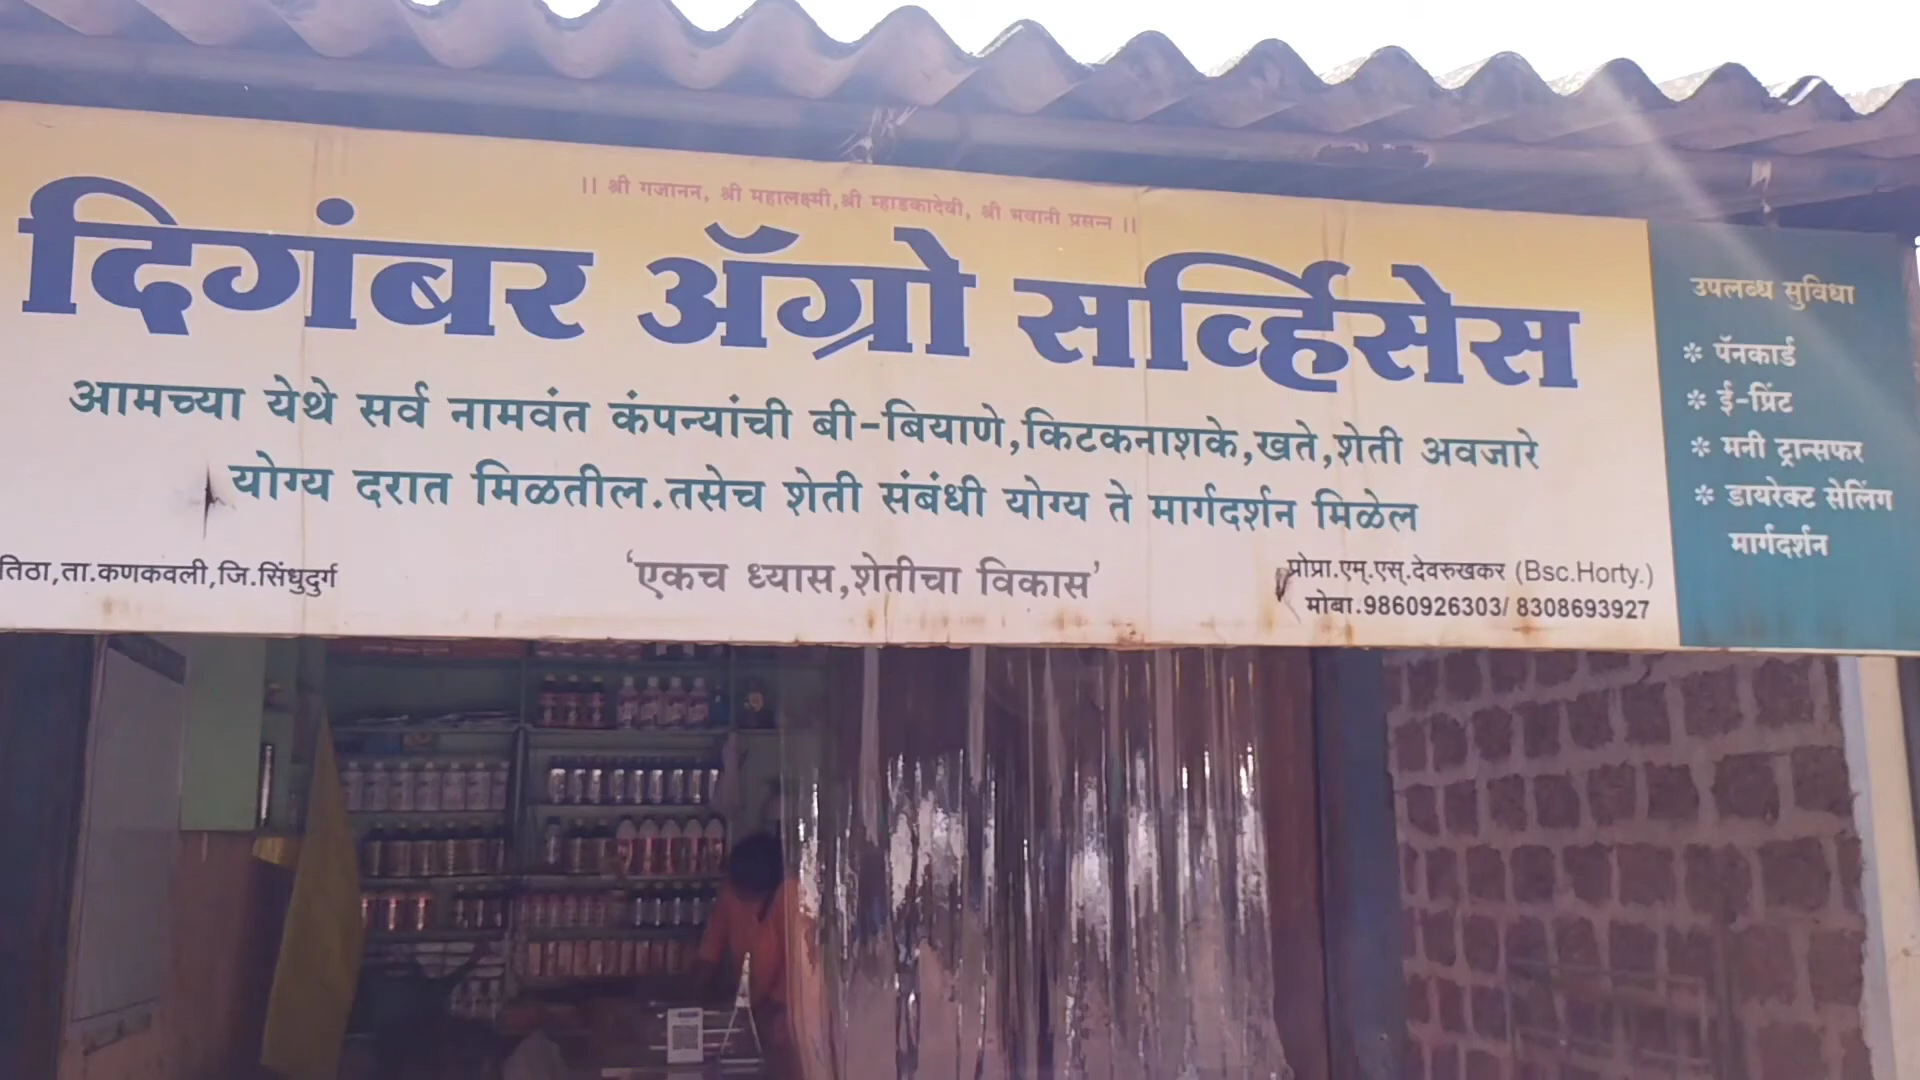 || श्री गजानन, श्री महालक्ष्मी,श्री म्हाडकादेवी, श्री भवानी प्रसन्न ||
दिगंबर ॲग्रो सर्व्हिसेस
आमच्या येथे सर्व नामवंत कंपन्यांची बी-बियाणे,किटकनाशके,खते,शेती अवजारे
योग्य दरात मिळतील.तसेच शेती संबंधी योग्य ते मार्गदर्शन मिळेल
तिठा,ता.कणकवली,जि.सिंधुदुर्ग
'एकच ध्यास,शेतीचा विकास'
प्रोप्रा.एम्.एस्.देवरुखकर (Bsc.Horty.)
मोबा.9860926303/ 8308693927
उपलब्ध सुविधा
* पॅनकार्ड
* ई-प्रिंट
* मनी ट्रान्सफर
* डायरेक्ट सेलिंग
मार्गदर्शन